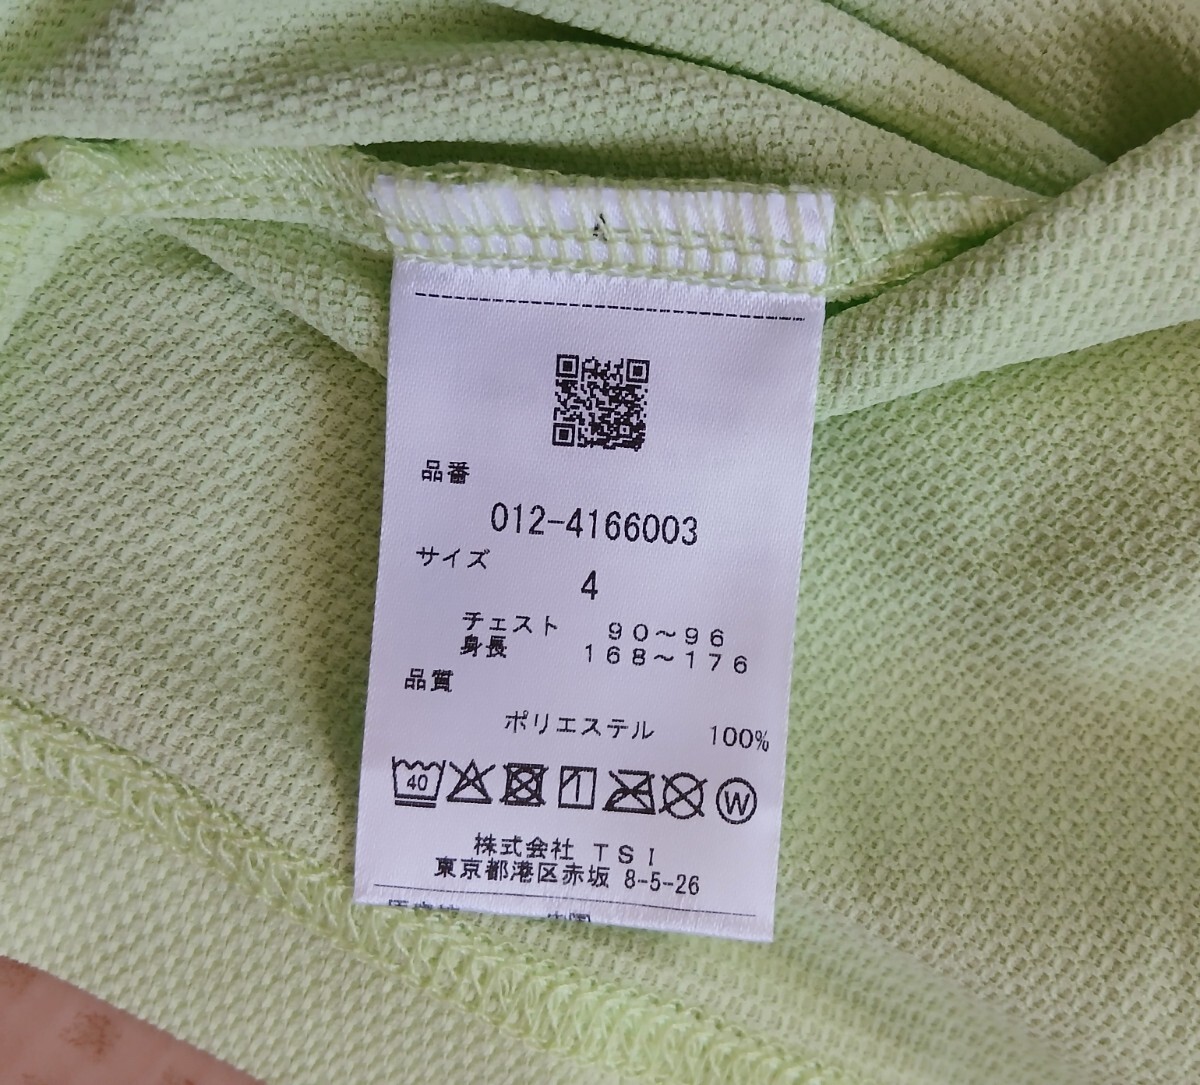 品番
012-4166003
サイズ
4
チェスト 90～96
身長 168～176
品質
ポリエステル 100%
40
W
株式会社 TSI
東京都港区赤坂 8-5-26